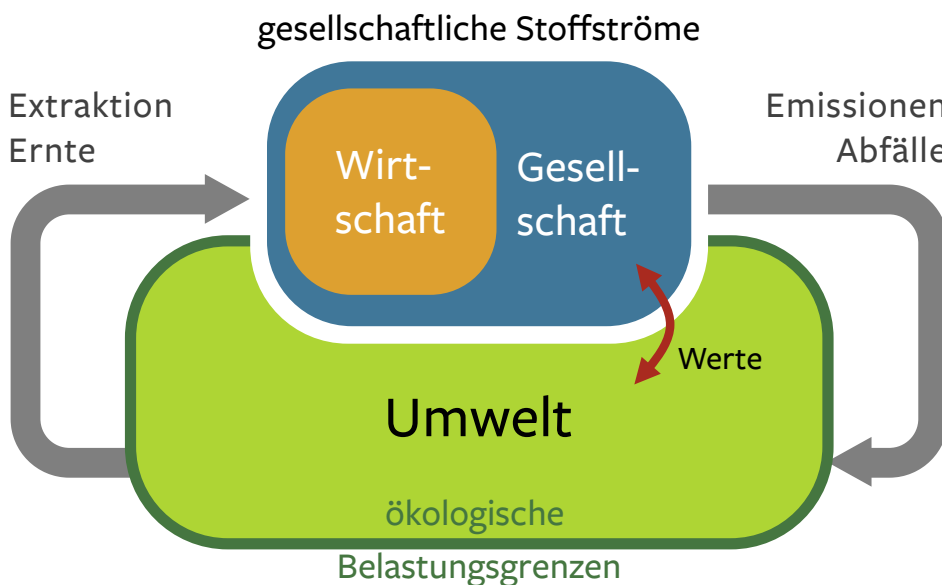 gesellschaftliche Stoffströme
Extraktion
Ernte
Emissionen
Abfälle
Wirt-
schaft
Gesell-
schaft
Werte
Umwelt
ökologische
Belastungsgrenzen